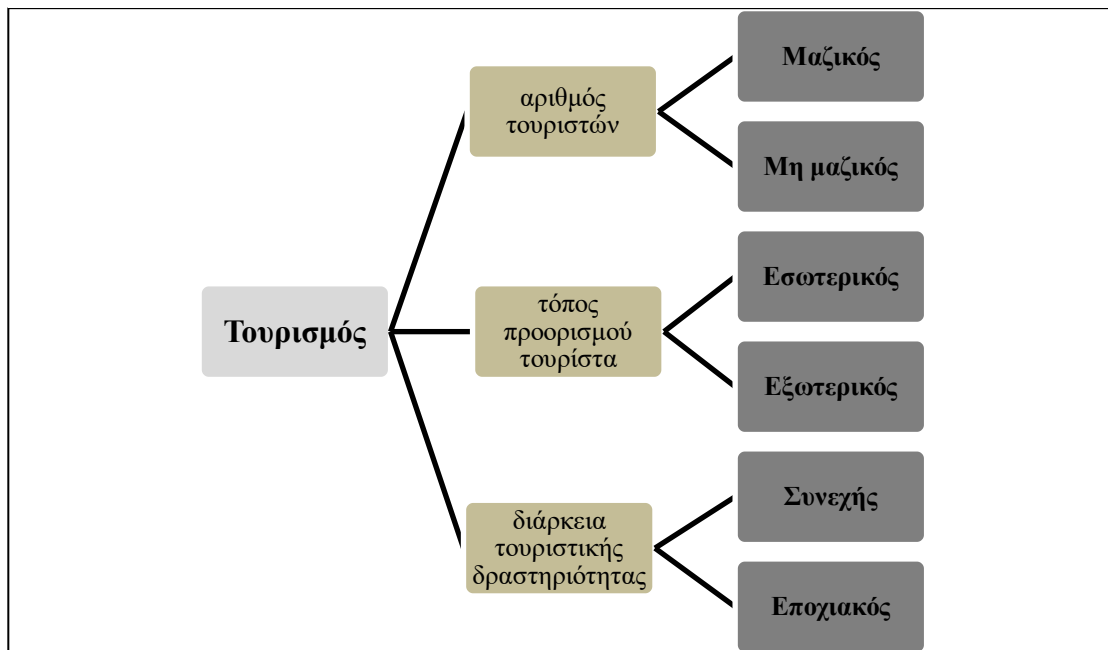 Τουρισμός
αριθμός
τουριστών
Μαζικός
Μη μαζικός
τόπος
προορισμού
τουρίστα
Εσωτερικός
Εξωτερικός
διάρκεια
τουριστικής
δραστηριότητας
Συνεχής
Εποχιακός